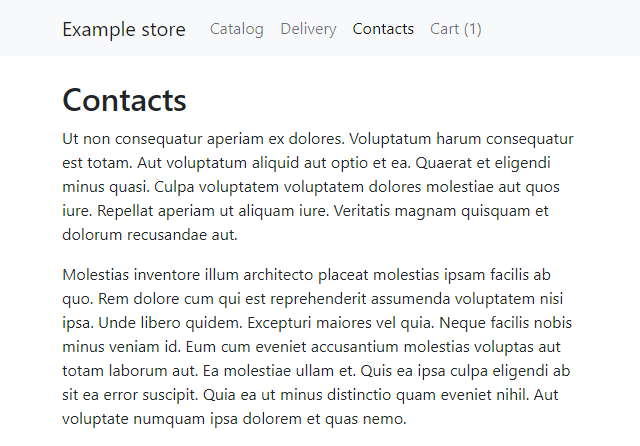 Example store Catalog Delivery Contacts Cart (1)
Contacts
Ut non consequatur aperiam ex dolores. Voluptatum harum consequatur
est totam. Aut voluptatum aliquid aut optio et ea. Quaerat et eligendi
minus quasi. Culpa voluptatem voluptatem dolores molestiae aut quos
iure. Repellat aperiam ut aliquam iure. Veritatis magnam quisquam et
dolorum recusandae aut.
Molestias inventore illum architecto placeat molestias ipsam facilis ab
quo. Rem dolore cum qui est reprehenderit assumenda voluptatem nisi
ipsa. Unde libero quidem. Excepturi maiores vel quia. Neque facilis nobis
minus veniam id. Eum cum eveniet accusantium molestias voluptas aut
totam laborum aut. Ea molestiae ullam et. Quis ea ipsa culpa eligendi ab
sit ea error suscipit. Quia ea ut minus distinctio quam eveniet nihil. Aut
voluptate numquam ipsa dolorem et quas nemo.